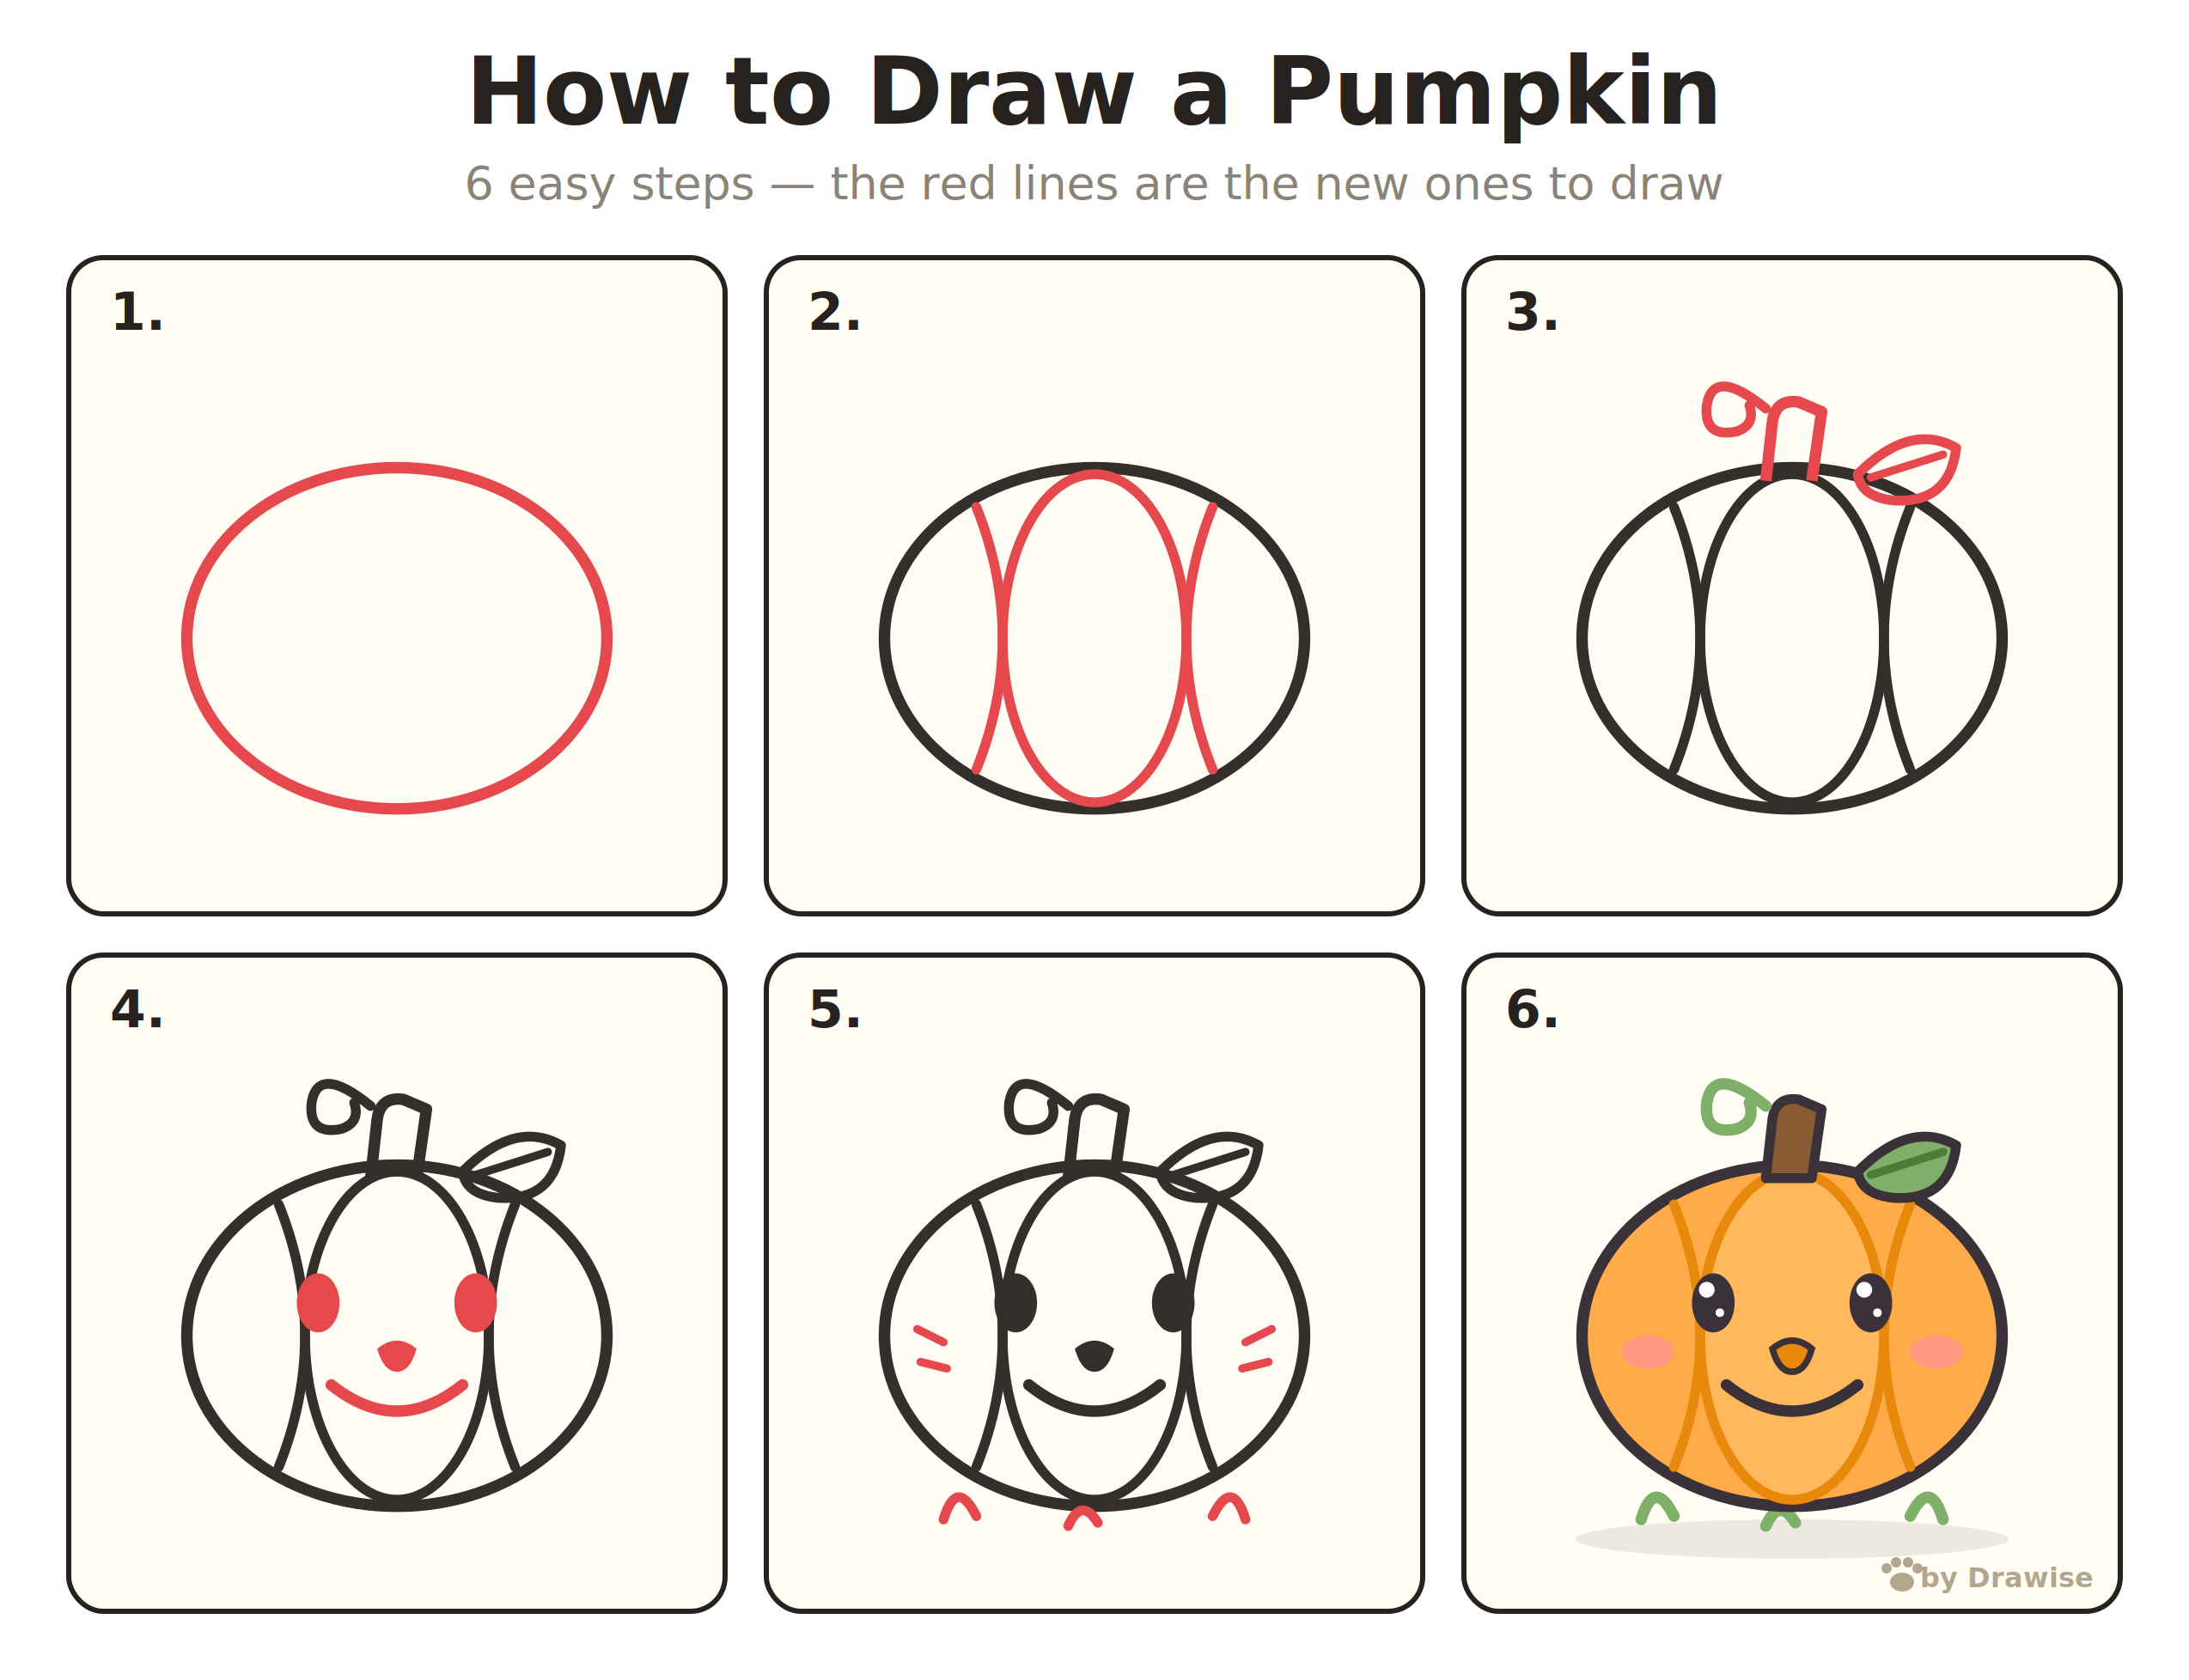 How to Draw a Pumpkin
6 easy steps — the red lines are the new ones to draw
1.
2.
3.
4.
5.
6.
by Drawise